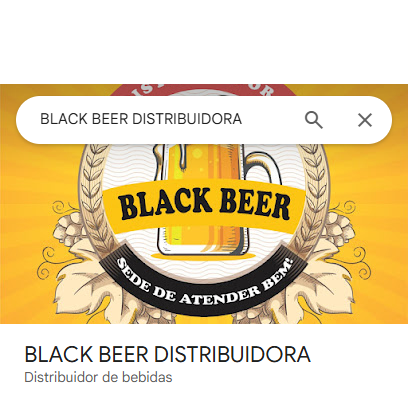 BLACK BEER DISTRIBUIDORA
BLACK BEER
SEDE DE ATENDER BEM!
BLACK BEER DISTRIBUIDORA
Distribuidor de bebidas